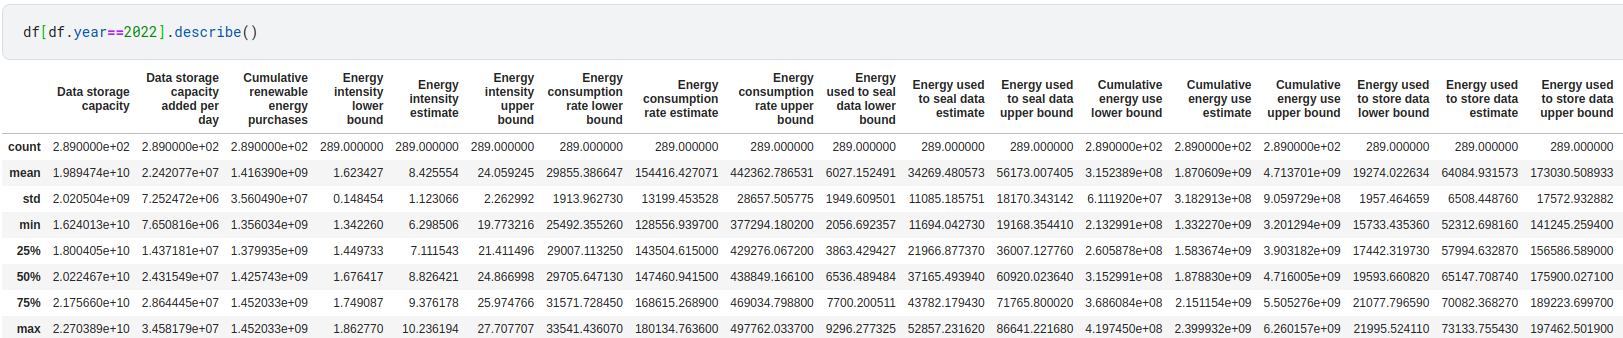 df[df.year==2022].describe()
Data storage capacity Data storage capacity added per day Cumulative renewable energy purchases Energy intensity lower bound Energy intensity estimate Energy intensity upper bound Energy consumption rate lower bound Energy consumption rate estimate Energy consumption rate upper bound Energy used to seal data lower bound Energy used to seal data estimate Energy used to seal data upper bound Cumulative energy use lower bound Cumulative energy use estimate Cumulative energy use upper bound Energy used to store data lower bound Energy used to store data estimate Energy used to store data upper bound
count 2.890000e+02 2.890000e+02 2.890000e+02 289.000000 289.000000 289.000000 289.000000 289.000000 289.000000 289.000000 289.000000 289.000000 2.890000e+02 2.890000e+02 2.890000e+02 289.000000 289.000000 289.000000
mean 1.989474e+10 2.242077e+07 1.416390e+09 1.623427 8.425554 24.059245 29855.386647 154416.427071 442362.786531 6027.152491 34269.480573 56173.007405 3.152389e+08 1.870609e+09 4.713701e+09 19274.022634 64084.931573 173030.508933
std 2.020504e+09 7.252472e+06 3.560490e+07 0.148454 1.123066 2.262992 1913.962730 13199.453528 28657.505775 1949.609501 11085.185751 18170.343142 6.111920e+07 3.182913e+08 9.059729e+08 1957.464659 6508.448760 17572.932882
min 1.624013e+10 7.650816e+06 1.356034e+09 1.342260 6.298506 19.773216 25492.355260 128556.939700 377294.180200 2056.692357 11694.042730 19168.354410 2.132991e+08 1.332270e+09 3.201294e+09 15733.435360 52312.698160 141245.259400
25% 1.800405e+10 1.437181e+07 1.379935e+09 1.449733 7.111543 21.411496 29007.113250 143504.615000 429276.067200 3863.429427 21966.877370 36007.127760 2.605878e+08 1.583674e+09 3.903182e+09 17442.319730 57994.632870 156586.589000
50% 2.022467e+10 2.431549e+07 1.425743e+09 1.676417 8.826421 24.866998 29705.647130 147460.941500 438849.166100 6536.489484 37165.493940 60920.023640 3.152991e+08 1.878830e+09 4.716005e+09 19593.660820 65147.708740 175900.027100
75% 2.175660e+10 2.864445e+07 1.452033e+09 1.749087 9.376178 25.974766 31571.728450 168615.268900 469034.798800 7700.200511 43782.179430 71765.800020 3.686084e+08 2.151154e+09 5.505276e+09 21077.796590 70082.368270 189223.699700
max 2.270389e+10 3.458179e+07 1.452033e+09 1.862770 10.236194 27.707707 33541.436070 180134.763600 497762.033700 9296.277325 52857.231620 86641.221680 4.197450e+08 2.399932e+09 6.260157e+09 21995.524110 73133.755430 197462.501900